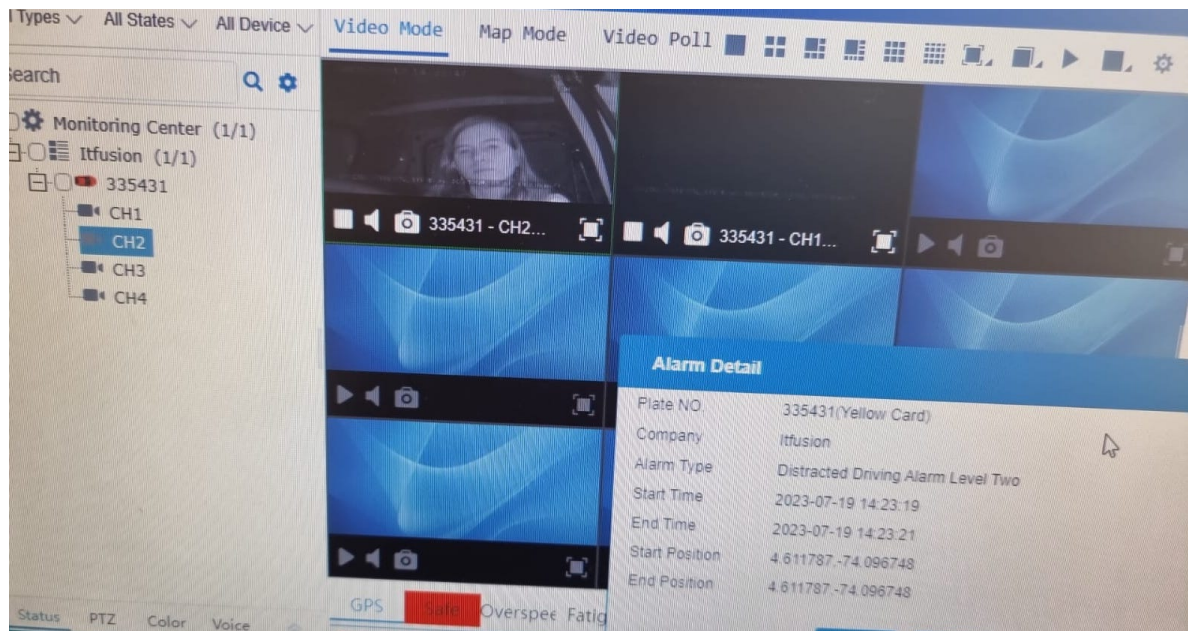 Types All States All Device
Video Mode Map Mode Video Poll
Search
Monitoring Center (1/1)
Itfusion (1/1)
335431
CH1
CH2
CH3
CH4
335431 - CH2...
335431 - CH1...
Alarm Detail
Plate NO. 335431(Yellow Card)
Company Itfusion
Alarm Type Distracted Driving Alarm Level Two
Start Time 2023-07-19 14:23:19
End Time 2023-07-19 14:23:21
Start Position 4.611787,-74.096748
End Position 4.611787,-74.096748
GPS Safe Overspee Fatig
Status PTZ Color Voice